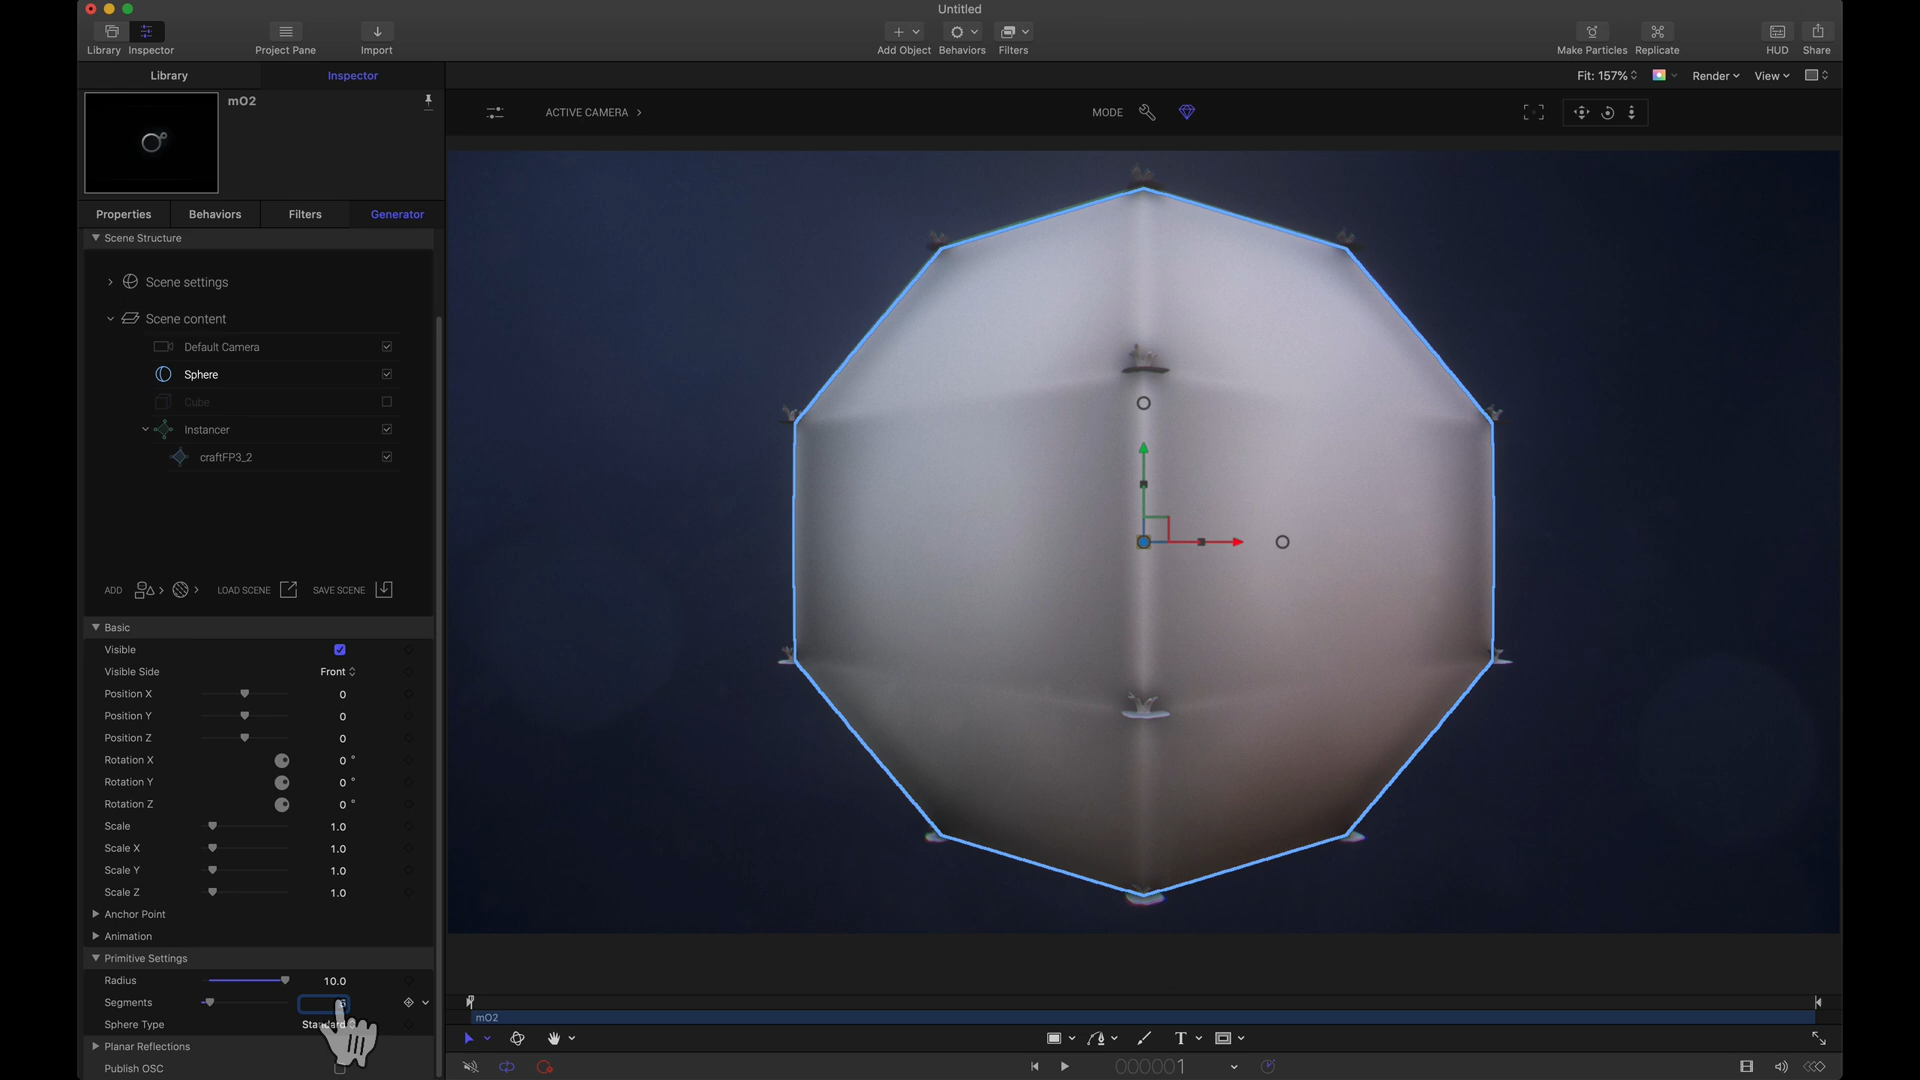 Untitled
Library
Inspector
Project Pane
Import
Add Object
Behaviors
Filters
Make Particles
Replicate
HUD
Share
Library
Inspector
Fit: 157%
Render
View
mO2
ACTIVE CAMERA
MODE
Properties
Behaviors
Filters
Generator
Scene Structure
Scene settings
Scene content
Default Camera
Sphere
Cube
Instancer
craftFP3_2
ADD
LOAD SCENE
SAVE SCENE
Basic
Visible
Visible Side Front
Position X 0
Position Y 0
Position Z 0
Rotation X 0 °
Rotation Y 0 °
Rotation Z 0 °
Scale 1.0
Scale X 1.0
Scale Y 1.0
Scale Z 1.0
Anchor Point
Animation
Primitive Settings
Radius 10.0
Segments
Sphere Type Standard
Planar Reflections
Publish OSC
mO2
T
000001